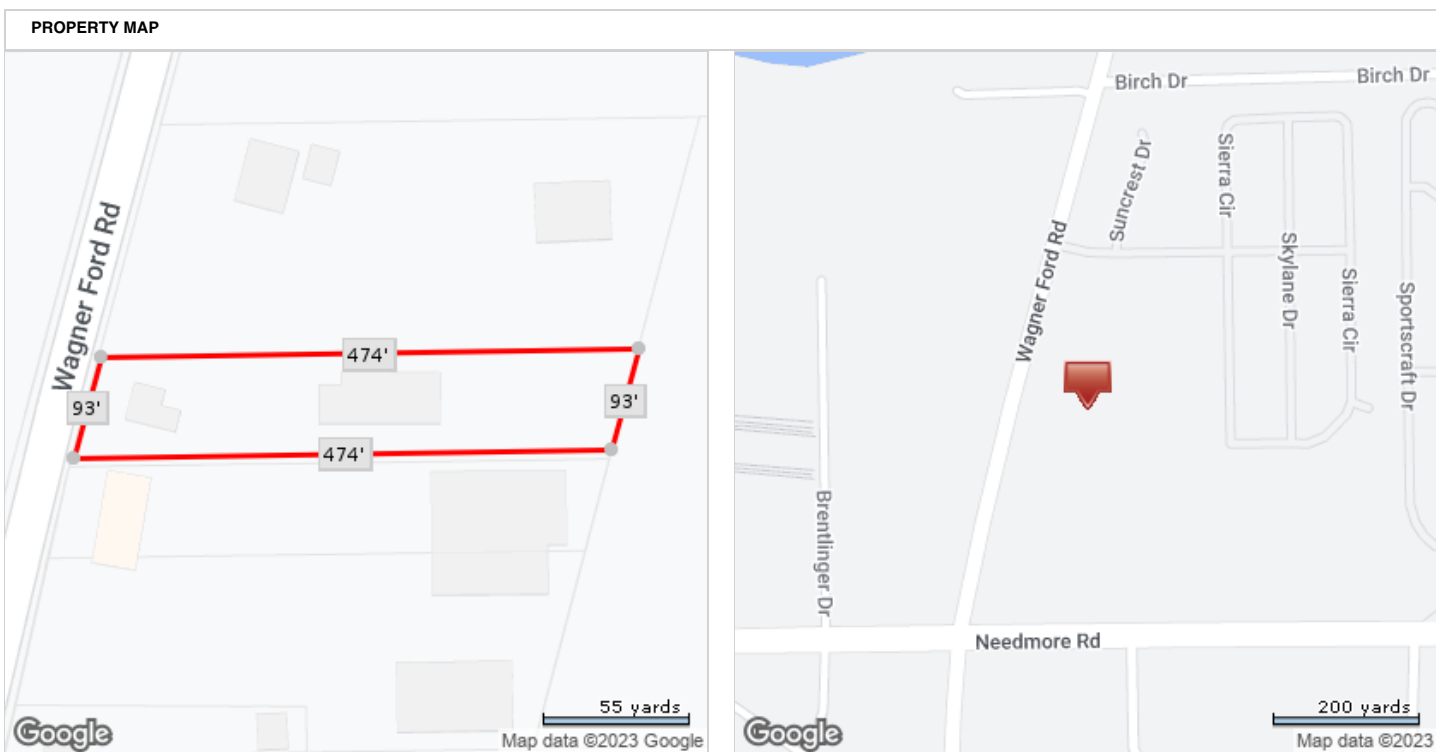 PROPERTY MAP
Wagner Ford Rd
474'
93'
93'
474'
55 yards
Google
Map data ©2023 Google
Birch Dr
Birch Dr
Suncrest Dr
Sierra Cir
Wagner Ford Rd
Skylane Dr
Sierra Cir
Sportscraft Dr
Brentlinger Dr
Needmore Rd
200 yards
Google
Map data ©2023